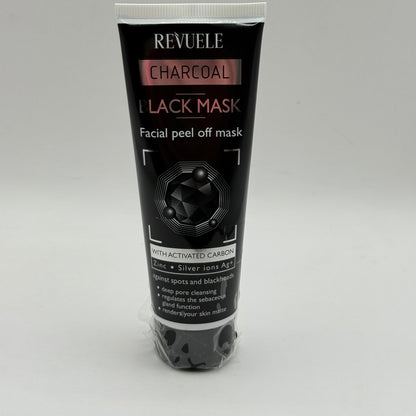 REVUELE
CHARCOAL
BLACK MASK
Facial peel off mask
WITH ACTIVATED CARBON
Zinc • Silver ions Ag+
against spots and blackheads
• deep pore cleansing
• regulates the sebaceous
gland function
• renders your skin matte